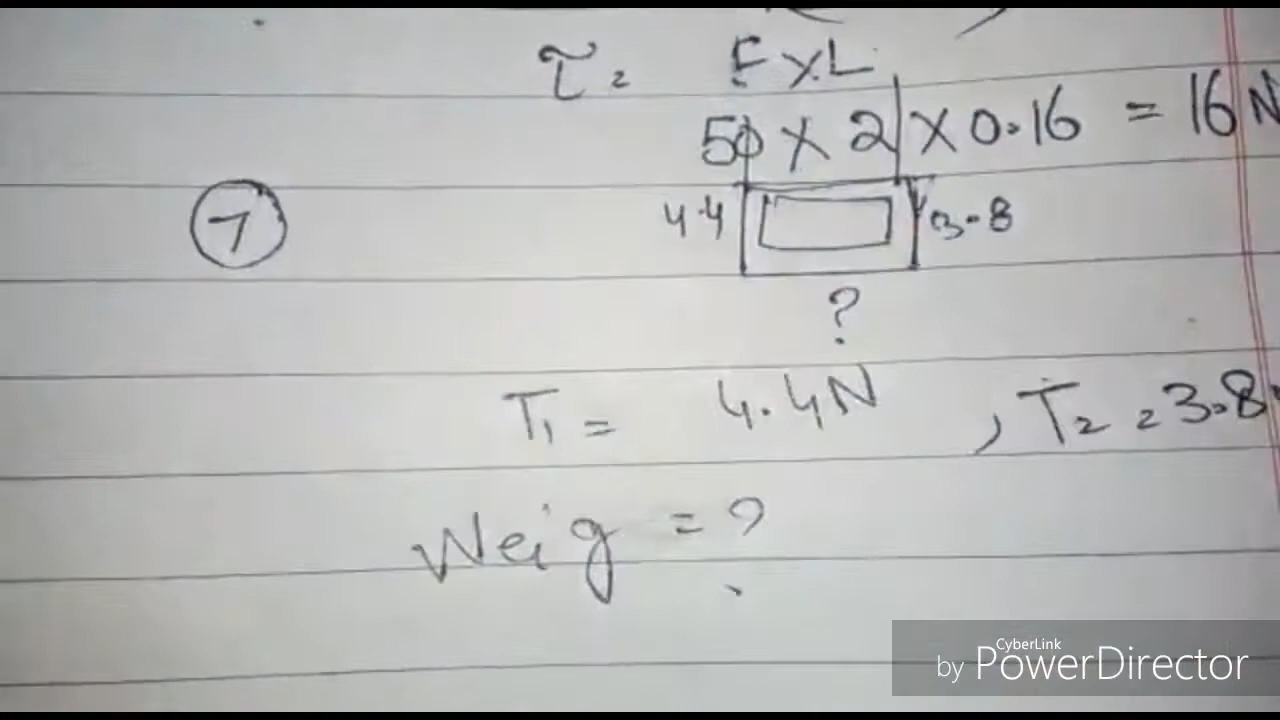 τ = F×L
50 × 2 × 0.16 = 16 N
7
4.4 3.8
?
T₁ = 4.4N , T₂ = 3.8
Weig = ?
CyberLink
by PowerDirector